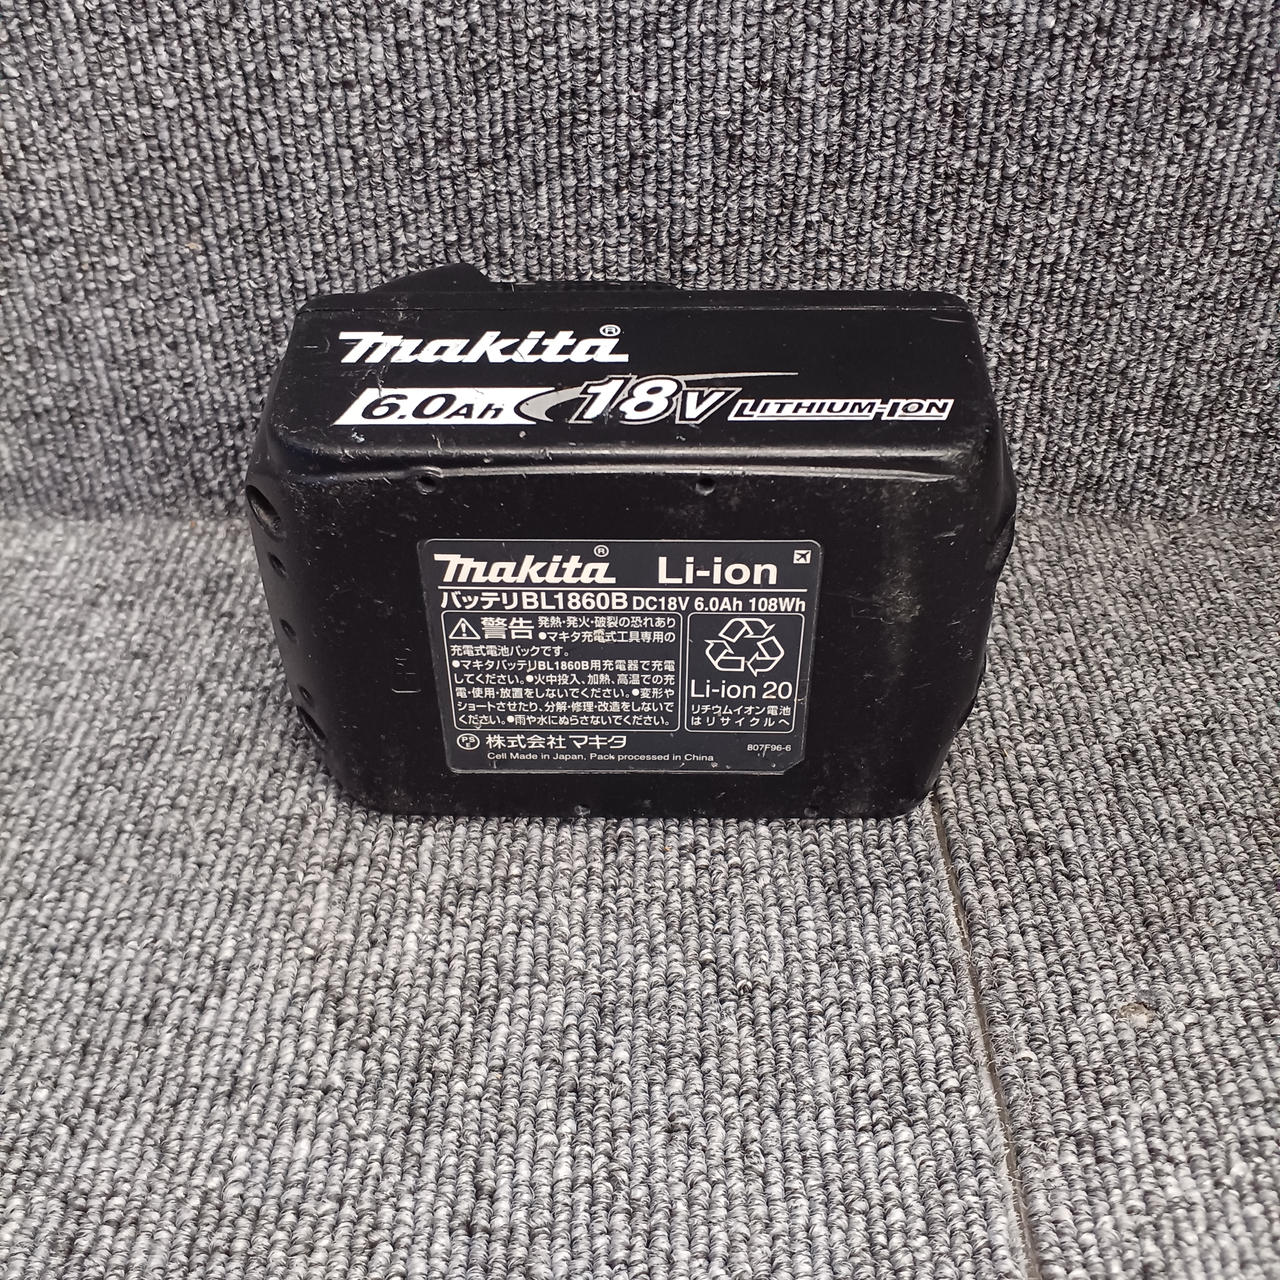 makita®
6.0Ah 18V LITHIUM-ION
makita® Li-ion
バッテリBL1860B DC18V 6.0Ah 108Wh
警告 発熱・発火・破裂の恐れあり
●マキタ充電式工具専用の
充電式電池パックです。
●マキタバッテリBL1860B用充電器で充電
してください。●火中投入、加熱、高温での充
電・使用・放置をしないでください。●変形や
ショートさせたり、分解・修理・改造をしないで
ください。●雨や水にぬらさないでください。
Li-ion 20
リチウムイオン電池
はリサイクルへ
PSE 株式会社マキタ
807F96-6
Cell Made in Japan, Pack processed in China